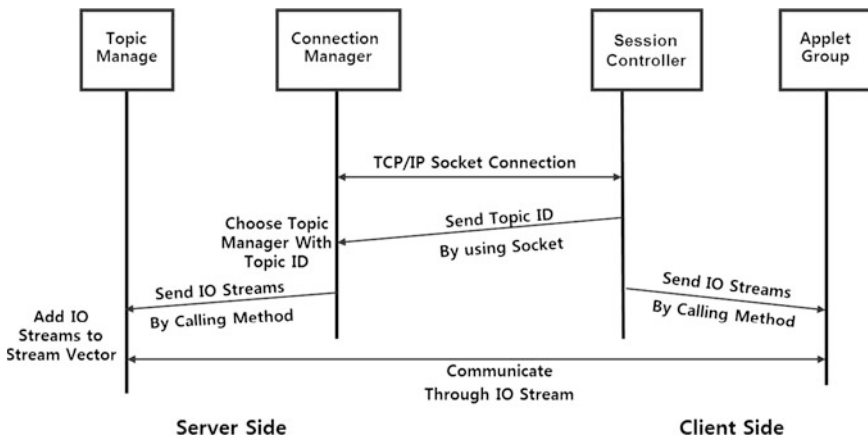 Topic
Manage
Connection
Manager
Session
Controller
Applet
Group
TCP/IP Socket Connection
Send Topic ID
By using Socket
Choose Topic
Manager With
Topic ID
Send IO Streams
By Calling Method
Send IO Streams
By Calling Method
Add IO
Streams to
Stream Vector
Communicate
Through IO Stream
Server Side
Client Side